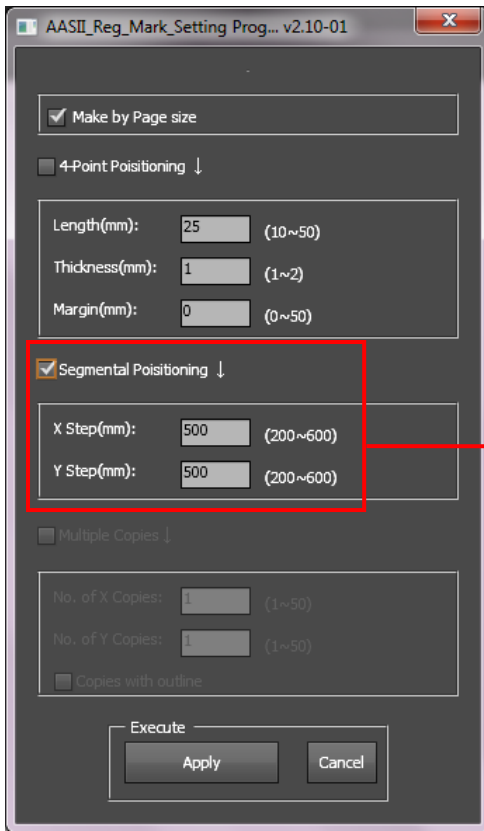 AASII_Reg_Mark_Setting Prog... v2.10-01
Make by Page size
4-Point Poisitioning ↓
Length(mm): 25 (10~50)
Thickness(mm): 1 (1~2)
Margin(mm): 0 (0~50)
Segmental Poisitioning ↓
X Step(mm): 500 (200~600)
Y Step(mm): 500 (200~600)
Multiple Copies ↓
No. of X Copies: 1 (1~50)
No. of Y Copies: 1 (1~50)
Copies with outline
Execute
Apply Cancel